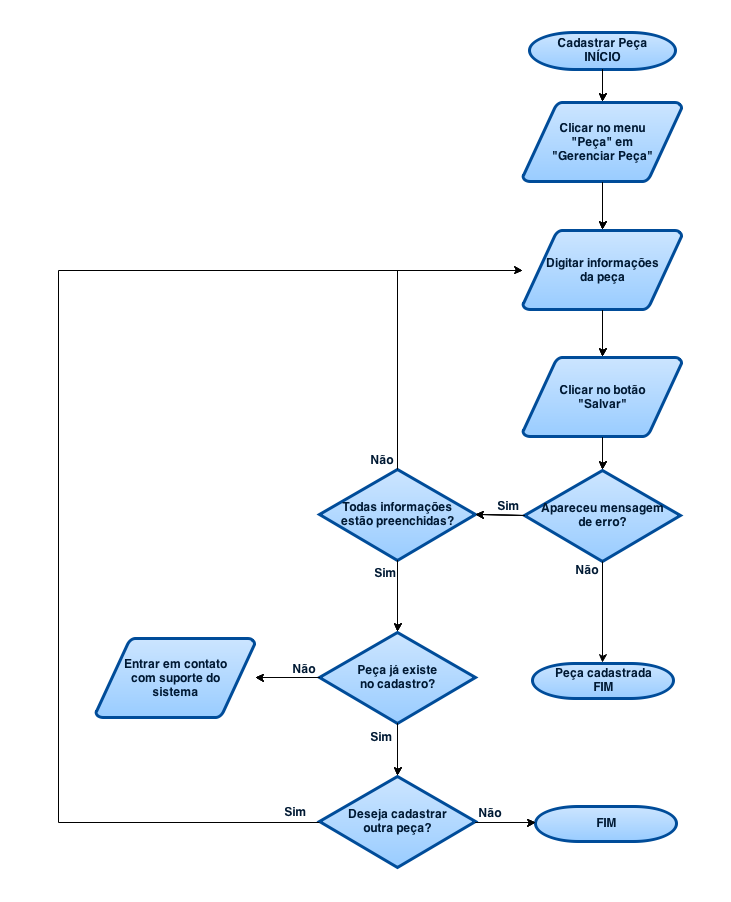 Cadastrar Peça
INÍCIO
Clicar no menu
"Peça" em
"Gerenciar Peça"
Digitar informações
da peça
Clicar no botão
"Salvar"
Apareceu mensagem
de erro?
Sim
Não
Todas informações
estão preenchidas?
Não
Sim
Peça cadastrada
FIM
Peça já existe
no cadastro?
Não
Entrar em contato
com suporte do
sistema
Sim
Deseja cadastrar
outra peça?
Sim
Não
FIM